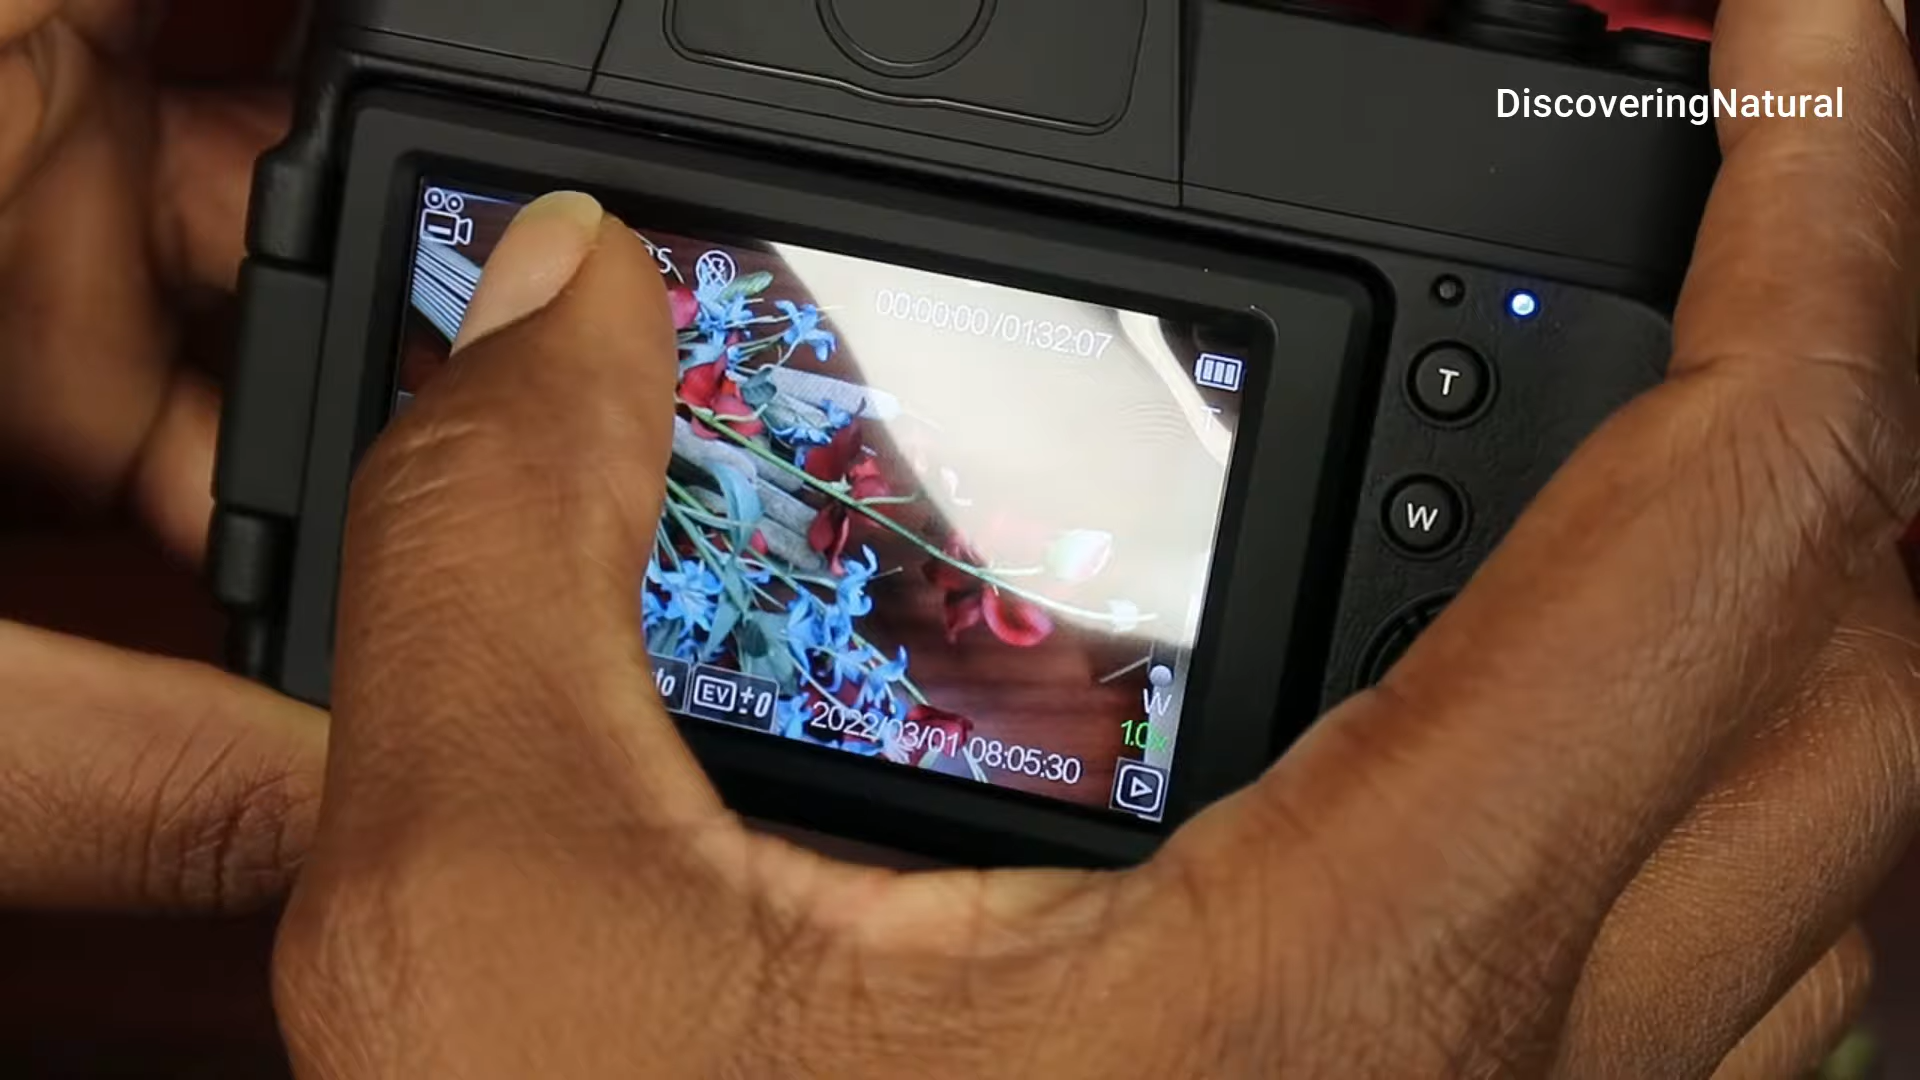 DiscoveringNatural
00:00:00/01:32:07
T
T
W
EV±0
W
2022/03/01 08:05:30
1.0x